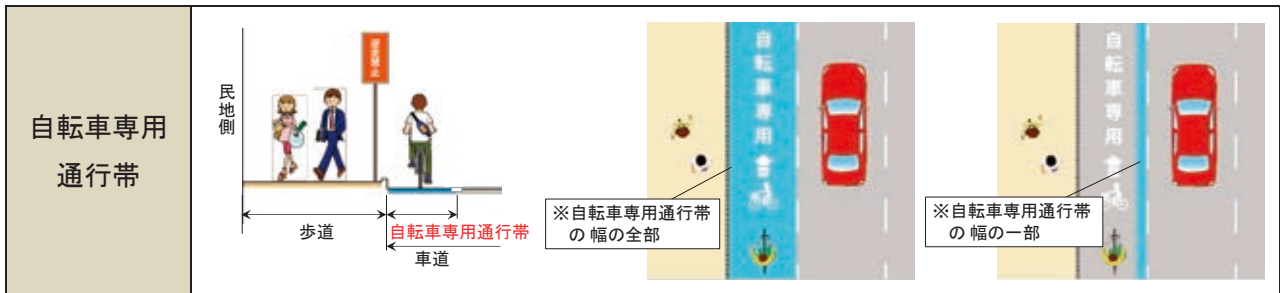 自転車専用
通行帯
民地側
歩道
自転車専用通行帯
車道
自転車専用
※自転車専用通行帯
の 幅の全部
自転車専用
※自転車専用通行帯
の 幅の一部